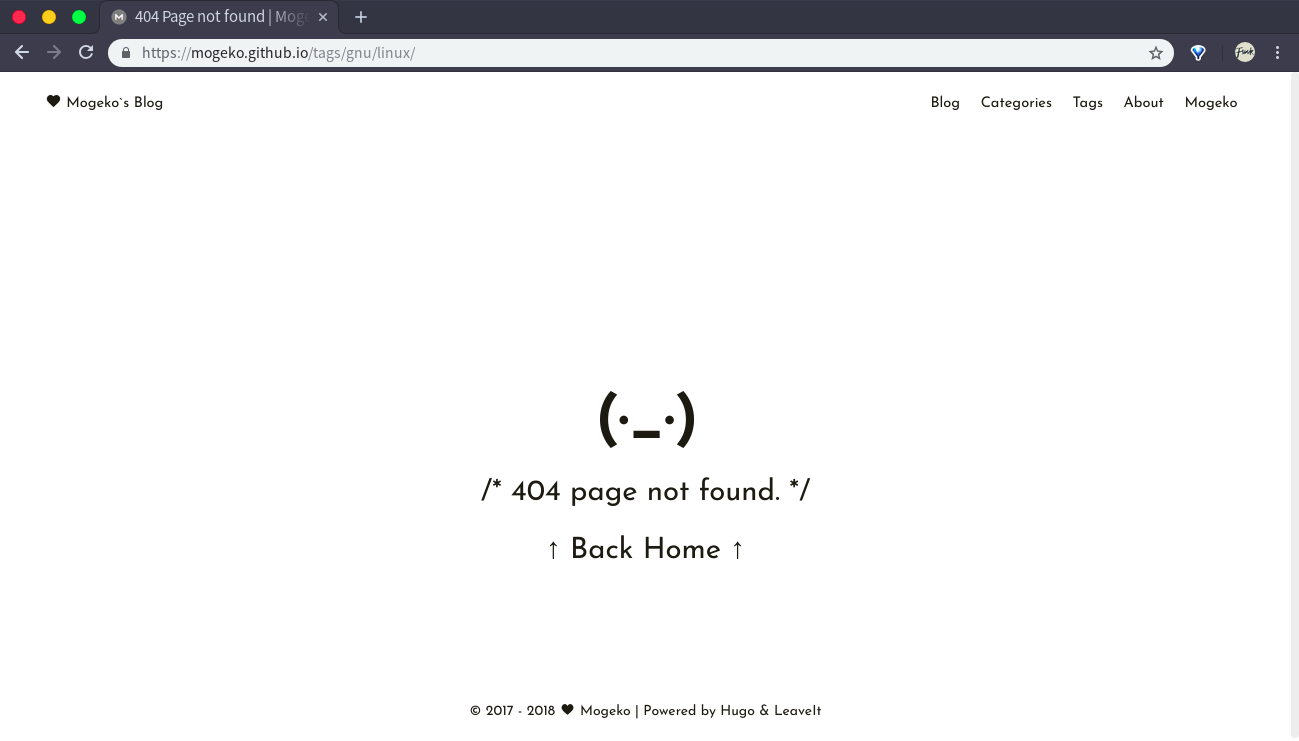 404 Page not found | Moge
https://mogeko.github.io/tags/gnu/linux/
Mogeko`s Blog
Blog Categories Tags About Mogeko
(·_·)
/* 404 page not found. */
↑ Back Home ↑
© 2017 - 2018 ♥ Mogeko | Powered by Hugo & LeaveIt